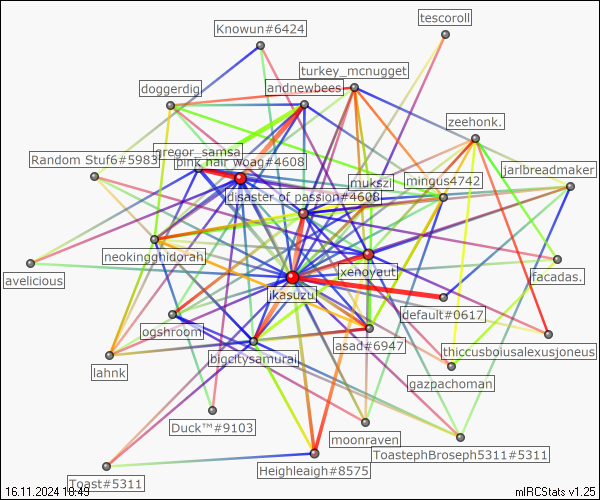 tescoroll
Knowun#6424
turkey_mcnugget
doggerdig
andnewbees
zeehonk.
gregor_samsa
Random Stuf6#5983
pink hair woag#4608
jarlbreadmaker
mukszi
mingus4742
disaster of passion#4608
neokingghidorah
xenoyaut
avelicious
facadas.
ikasuzu
default#0617
ogshroom
asad#6947
thiccusboiusalexusjoneus
bigcitysamurai
lahnk
gazpachoman
Duck™#9103
moonraven
ToastephBroseph5311#5311
Heighleaigh#8575
Toast#5311
16.11.2024 18:49
mIRCStats v1.25